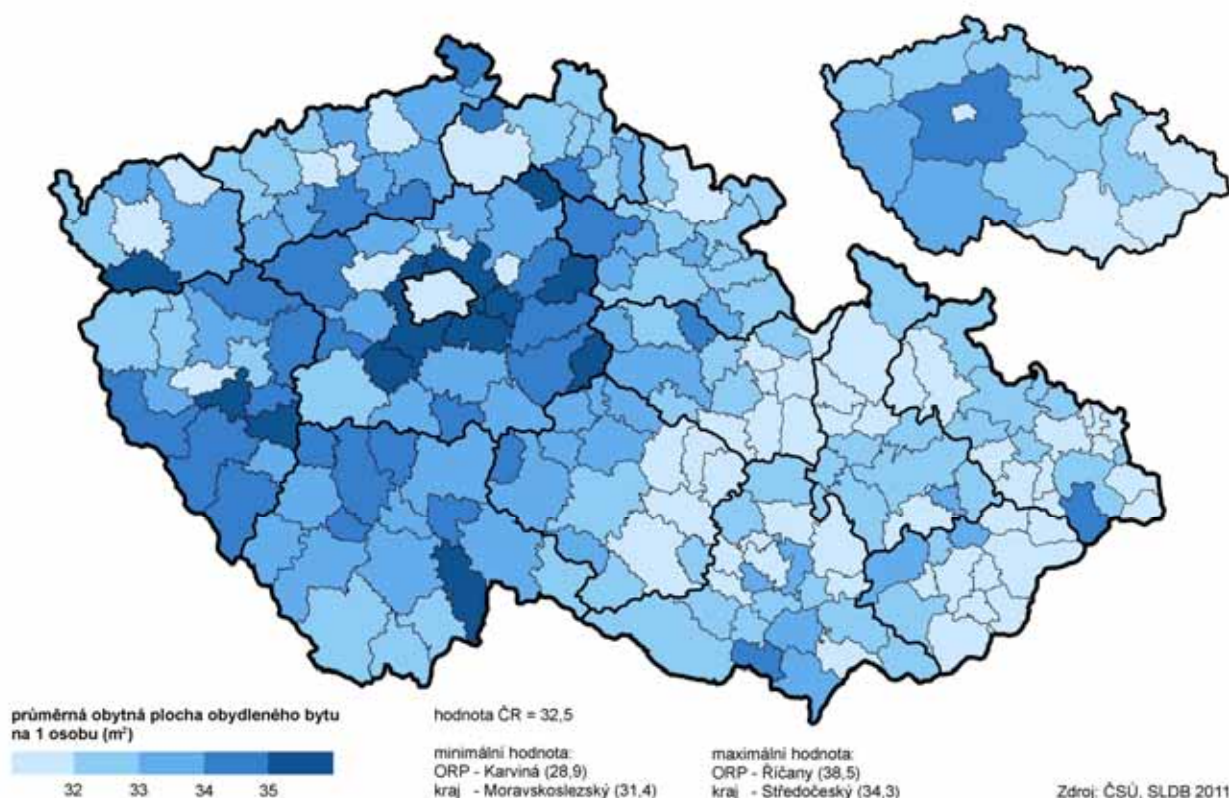 průměrná obytná plocha obydleného bytu
na 1 osobu (m²)
32 33 34 35
hodnota ČR = 32,5
minimální hodnota:
ORP - Karviná (28,9)
kraj - Moravskoslezský (31,4)
maximální hodnota:
ORP - Říčany (38,5)
kraj - Středočeský (34,3)
Zdroj: ČSÚ, SLDB 2011